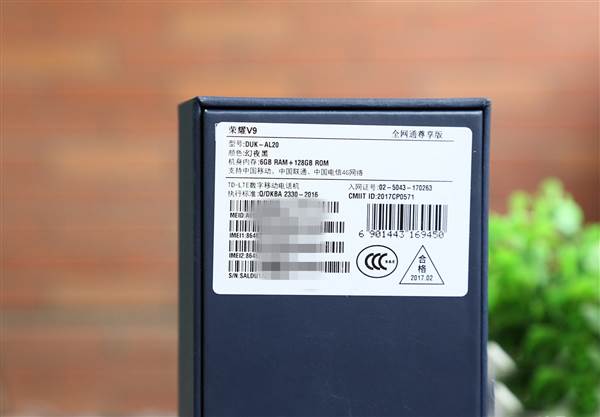 荣耀V9 全网通尊享版
型号:DUK-AL20
颜色:幻夜黑
机身内存:6GB RAM+128GB ROM
支持中国移动、中国联通、中国电信4G网络
TD-LTE数字移动电话机 入网证号:02-5043-170263
执行标准:Q/DKBA 2330-2016 CMIIT ID:2017CP0571
MEID:A
IMEI1:864
IMEI2:864
S/N:SALDU
6 901443 169450
CCC
合格
2017.02